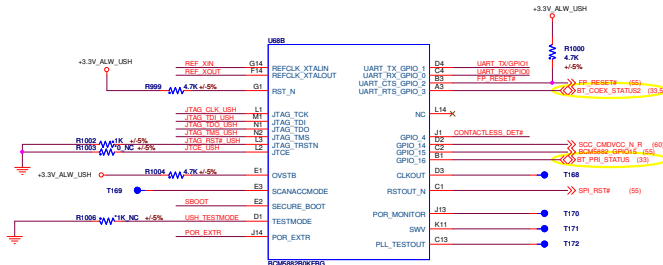 +3.3V_ALW_USH
U68B
+3.3V_ALW_USH
R1000
4.7K
+/-5%
REF_XIN G14 REFCLK_XTALIN UART_TX_GPIO_1 D4 UART_TX/GPIO1
REF_XOUT F14 REFCLK_XTALOUT UART_RX_GPIO_0 C4 UART_RX/GPIO0
UART_CTS_GPIO_2 B3 FP_RESET# FP_RESET# (55)
R999 4.7K +/-5% G1 RST_N UART_RTS_GPIO_3 A3 BT_COEX_STATUS2 (33,5
JTAG_CLK_USH L1 JTAG_TCK NC L14
JTAG_TDI_USH M1 JTAG_TDI
JTAG_TDO_USH N1 JTAG_TDO
JTAG_TMS_USH N2 JTAG_TMS GPIO_4 J1 CONTACTLESS_DET#
R1002 1K +/-5% JTAG_RST#_USH L3 JTAG_TRSTN GPIO_14 D2 SCC_CMDVCC_N_R (60)
R1003 0_NC +/-5% JTCE_USH L2 JTCE GPIO_15 C2 BCM5882_GPIO15 (55)
GPIO_16 B1 BT_PRI_STATUS (33)
+3.3V_ALW_USH R1004 4.7K +/-5% E1 OVSTB CLKOUT D3 T168
T169 E3 SCANACCMODE RSTOUT_N C1 SPI_RST# (55)
SBOOT E2 SECURE_BOOT
R1006 1K_NC +/-5% USH_TESTMODE D1 TESTMODE POR_MONITOR J13 T170
POR_EXTR J14 POR_EXTR SWV K11 T171
PLL_TESTOUT C13 T172
BCM5882B0KFBG